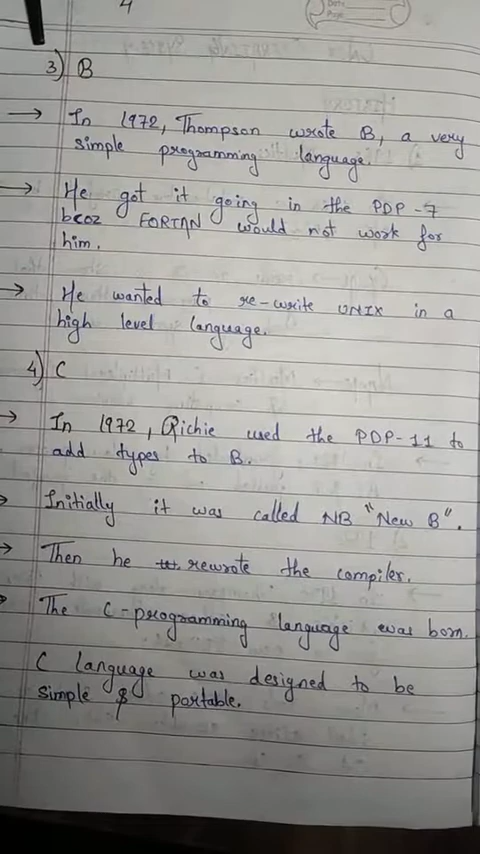 4
Date
Page
3) B
→ In 1972, Thompson wrote B, a very
simple programming language.
→ He got it going in the PDP-7
bcoz FORTAN would not work for
him.
→ He wanted to re-write UNIX in a
high level language.
4) C
→ In 1972, Richie used the PDP-11 to
add types to B.
→ Initially it was called NB "New B".
→ Then he rewrote the compiler.
→ The C-programming language was born.
C language was designed to be
simple & portable.